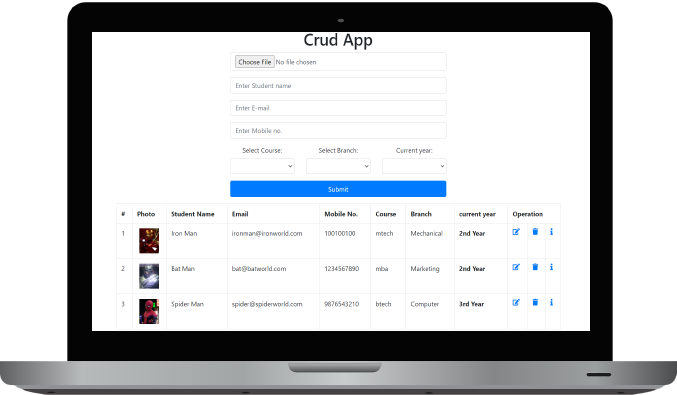 Crud App
Choose File No file chosen
Enter Student name
Enter E-mail
Enter Mobile no.
Select Course: Select Branch: Current year:
Submit
# Photo Student Name Email Mobile No. Course Branch current year Operation
1 Iron Man ironman@ironworld.com 100100100 mtech Mechanical 2nd Year
2 Bat Man bat@batworld.com 1234567890 mba Marketing 2nd Year
3 Spider Man spider@spiderworld.com 9876543210 btech Computer 3rd Year